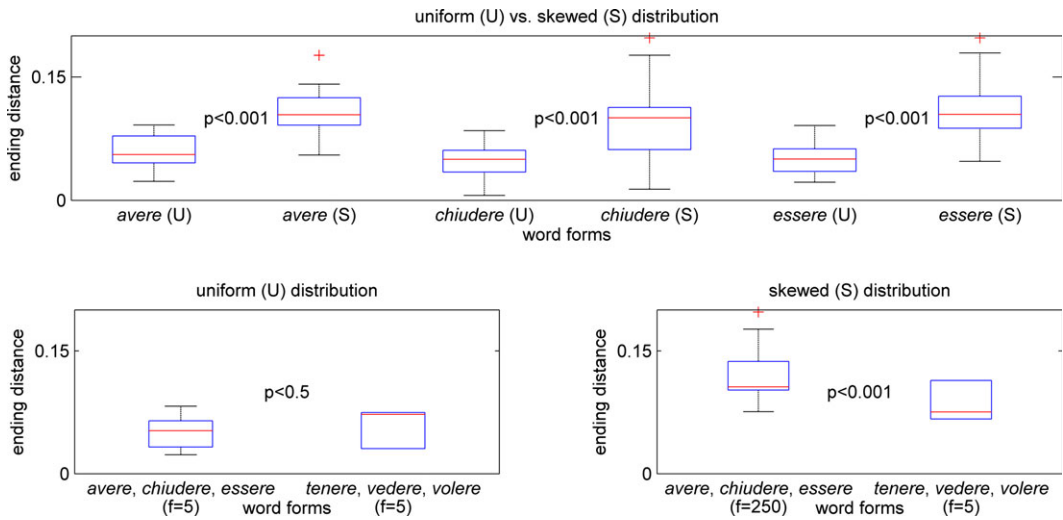 uniform (U) vs. skewed (S) distribution
ending distance
0.15
0
p<0.001
p<0.001
p<0.001
avere (U)
avere (S)
chiudere (U)
chiudere (S)
essere (U)
essere (S)
word forms
uniform (U) distribution
ending distance
0.15
0
p<0.5
avere, chiudere, essere
(f=5)
tenere, vedere, volere
(f=5)
word forms
skewed (S) distribution
ending distance
0.15
0
p<0.001
avere, chiudere, essere
(f=250)
tenere, vedere, volere
(f=5)
word forms